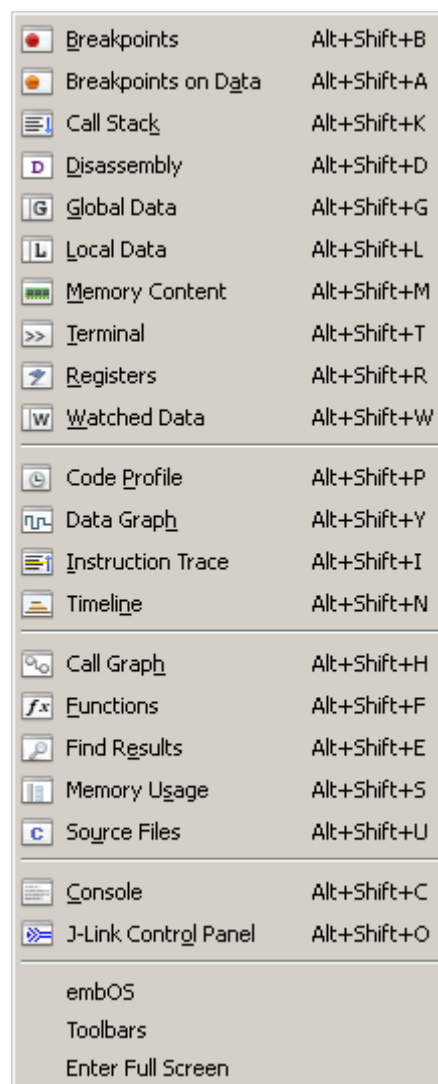 Breakpoints Alt+Shift+B
Breakpoints on Data Alt+Shift+A
Call Stack Alt+Shift+K
D Disassembly Alt+Shift+D
G Global Data Alt+Shift+G
L Local Data Alt+Shift+L
Memory Content Alt+Shift+M
>> Terminal Alt+Shift+T
Registers Alt+Shift+R
W Watched Data Alt+Shift+W
Code Profile Alt+Shift+P
Data Graph Alt+Shift+Y
Instruction Trace Alt+Shift+I
Timeline Alt+Shift+N
Call Graph Alt+Shift+H
fx Functions Alt+Shift+F
Find Results Alt+Shift+E
Memory Usage Alt+Shift+S
C Source Files Alt+Shift+U
Console Alt+Shift+C
J-Link Control Panel Alt+Shift+O
embOS
Toolbars
Enter Full Screen